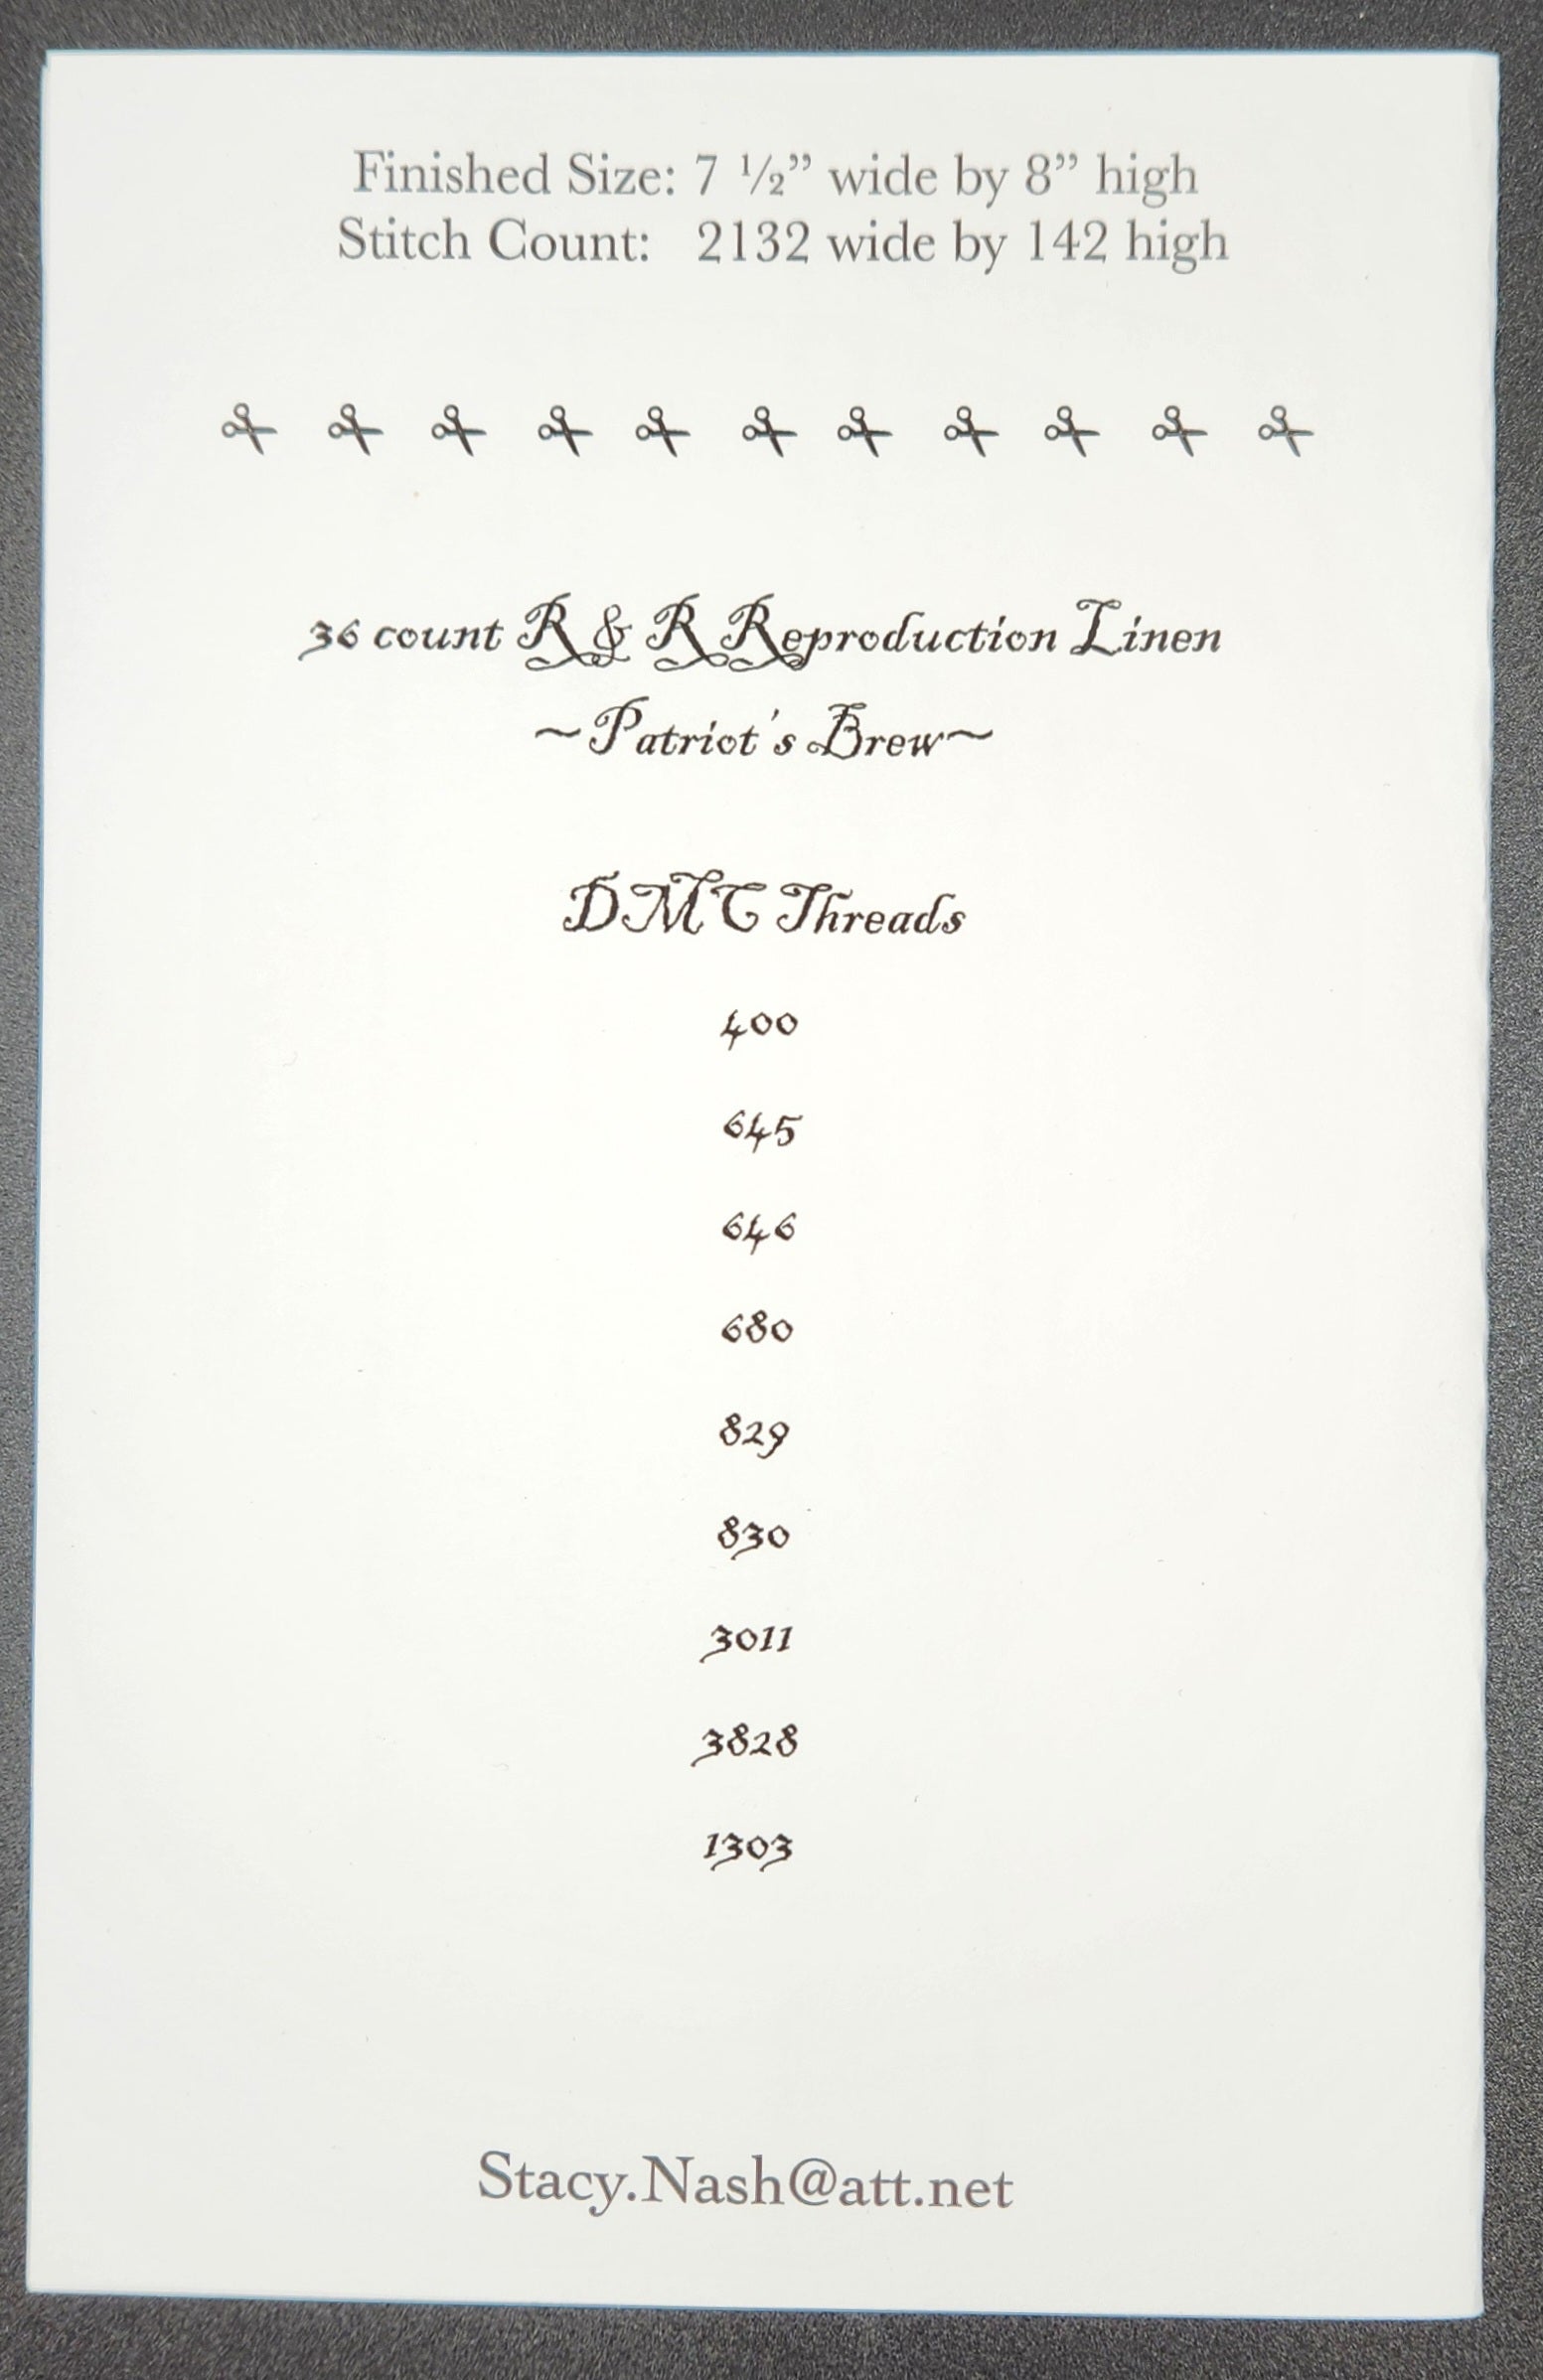 Finished Size: 7 ½” wide by 8” high
Stitch Count: 2132 wide by 142 high
36 count R & R Reproduction Linen
~Patriot's Brew~
DMC Threads
400
645
646
680
829
830
3011
3828
1303
Stacy.Nash@att.net